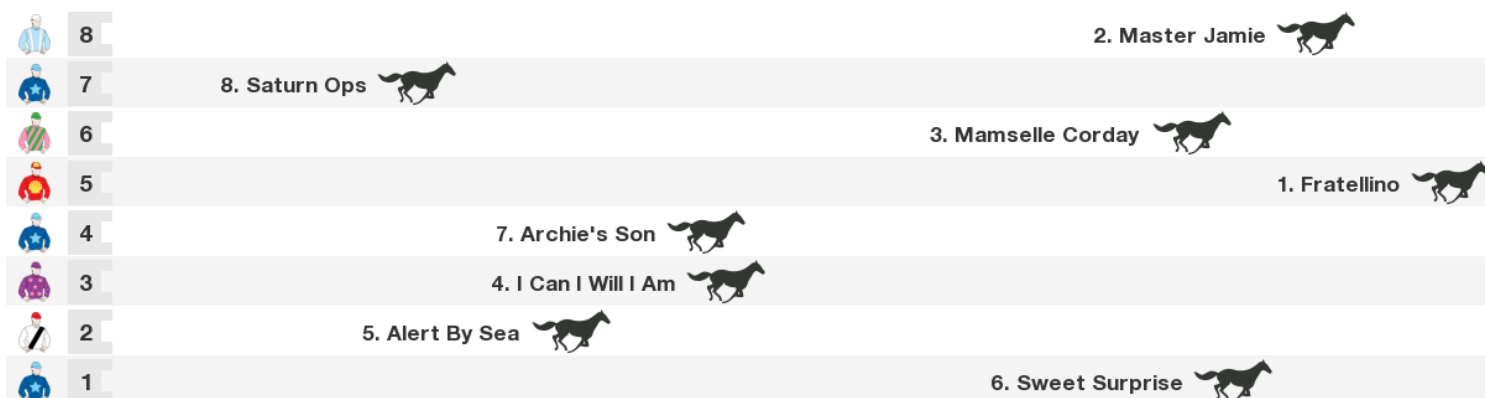 8 2. Master Jamie
7 8. Saturn Ops
6 3. Mamselle Corday
5 1. Fratellino
4 7. Archie's Son
3 4. I Can I Will I Am
2 5. Alert By Sea
1 6. Sweet Surprise